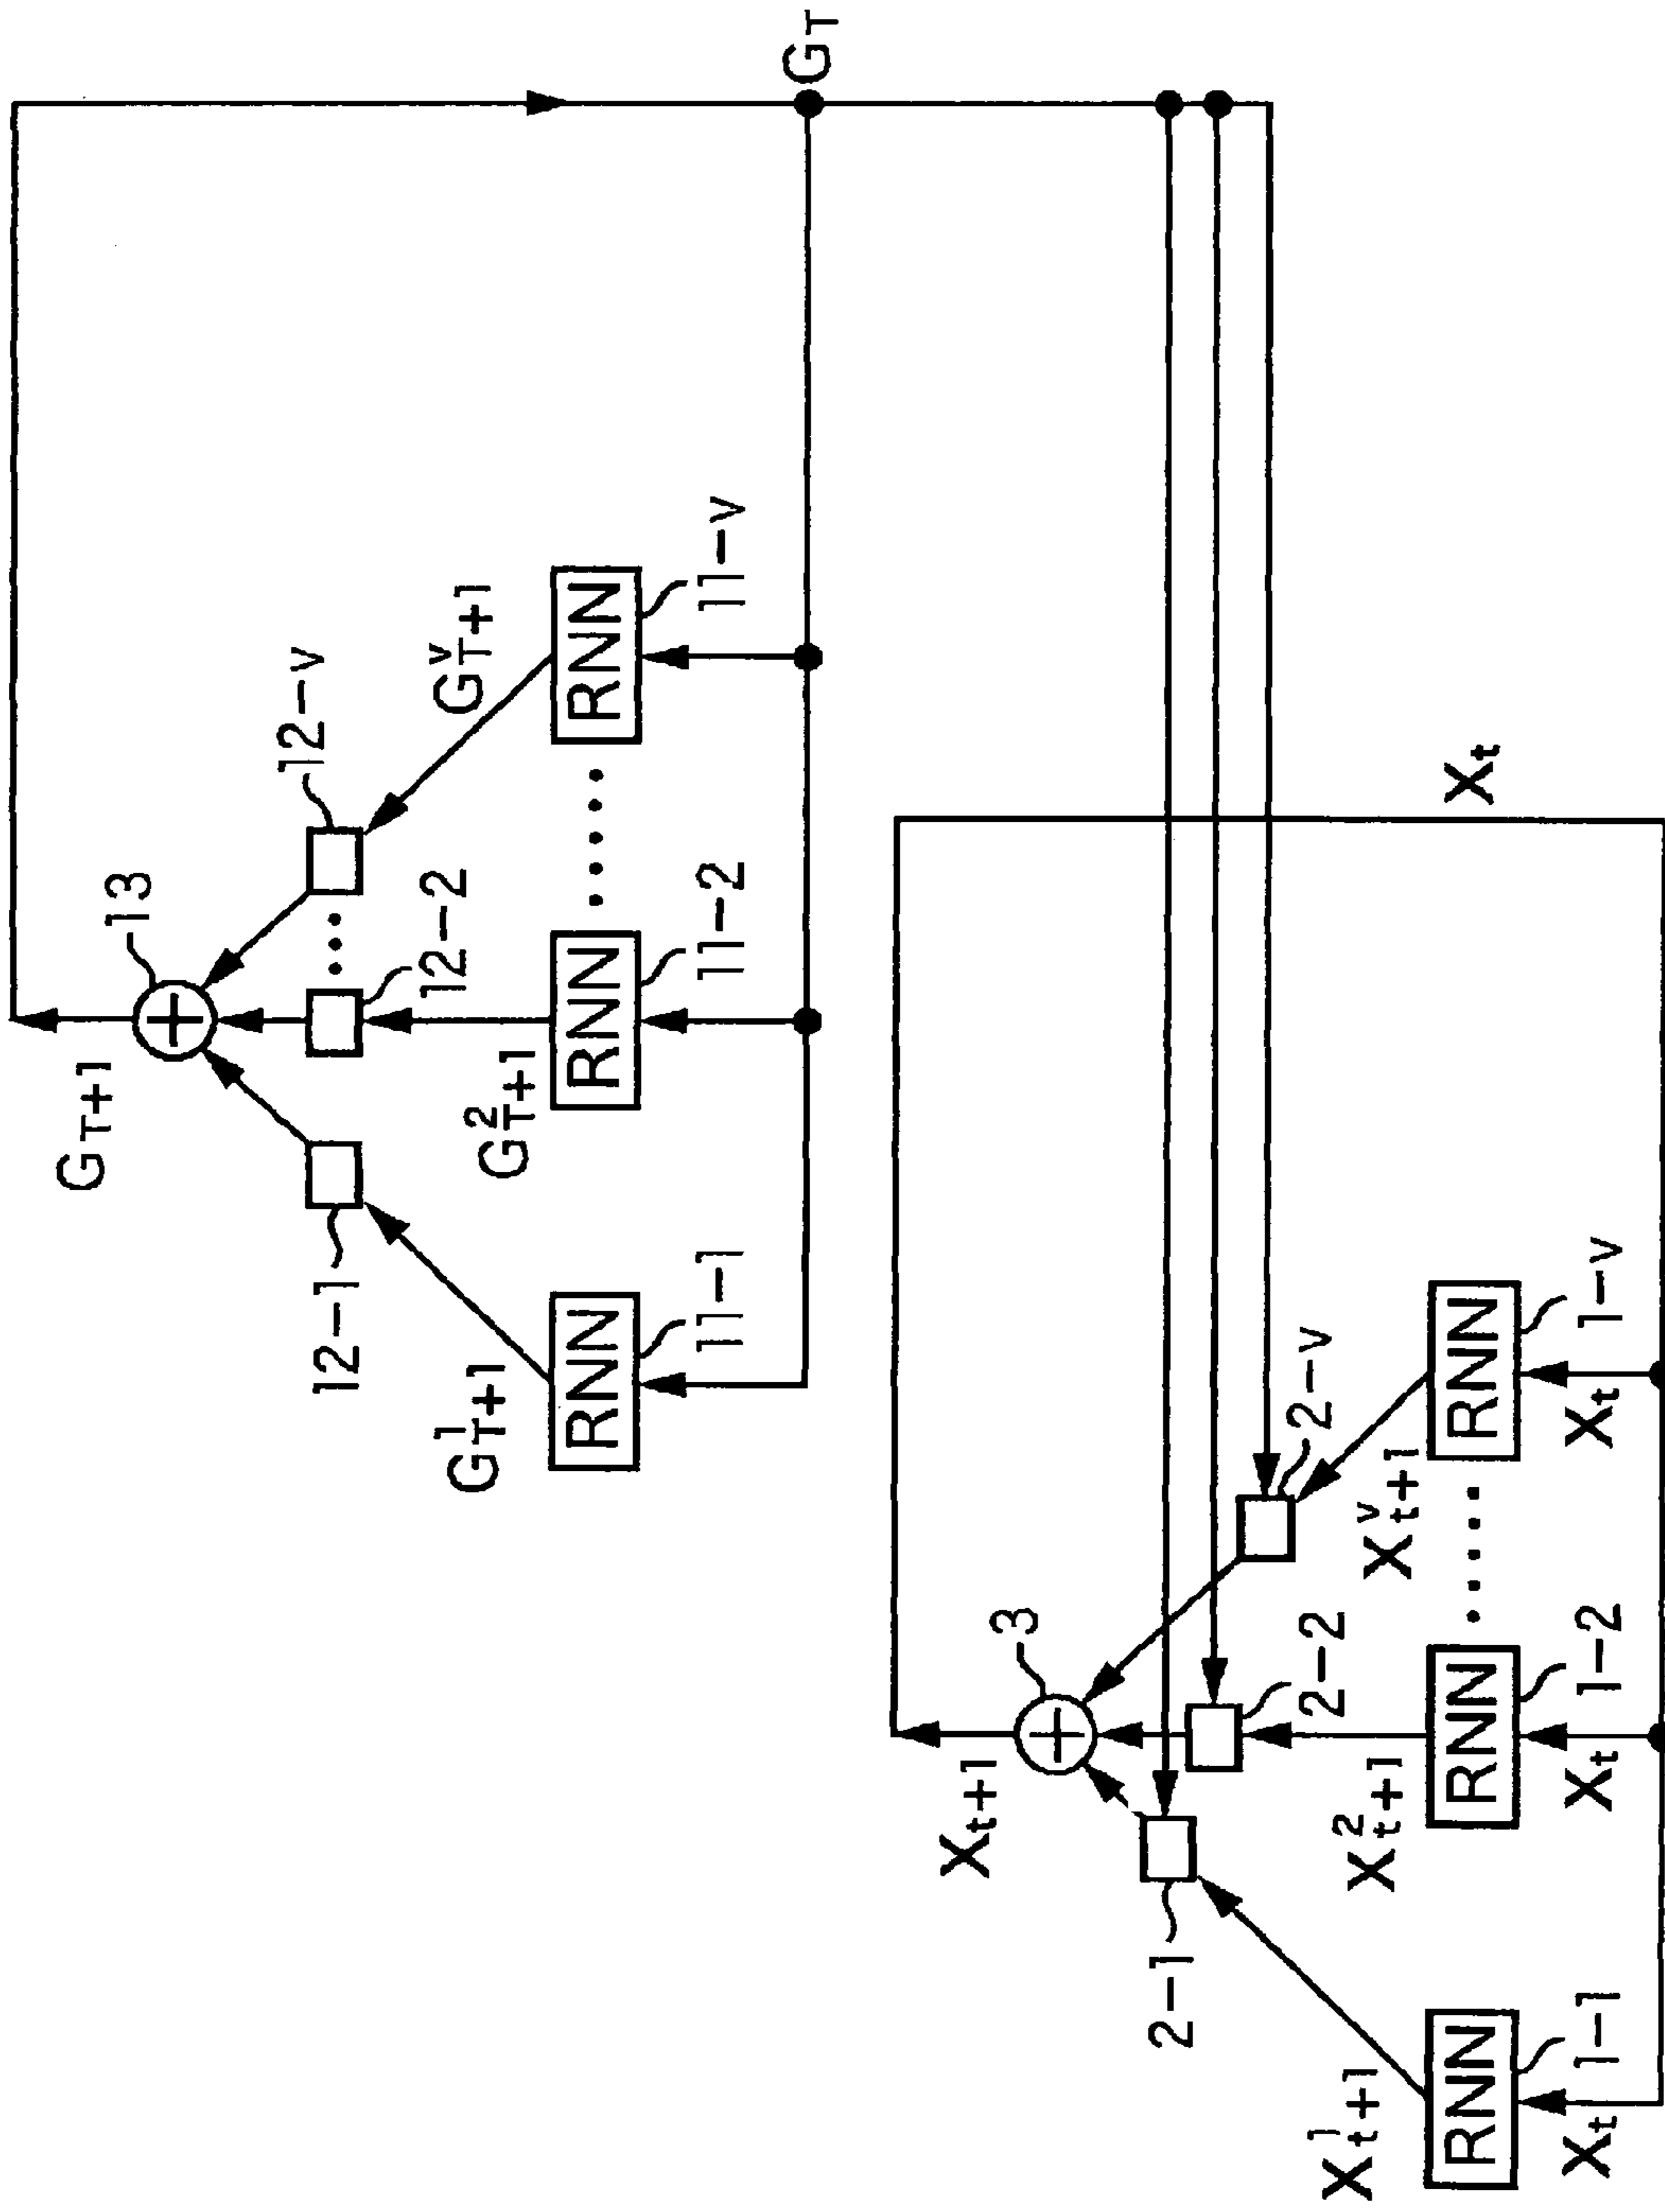 G_{T+1}
13
12-1
12-2
12-v
G^1_{T+1}
G^2_{T+1}
G^v_{T+1}
RNN
RNN
RNN
11-1
11-2
11-v
G_T
X_{t+1}
3
2-1
2-2
2-v
X^1_{t+1}
X^2_{t+1}
X^v_{t+1}
X_t
RNN
RNN
RNN
X_t
1-1
X_t
1-2
X_t
1-v